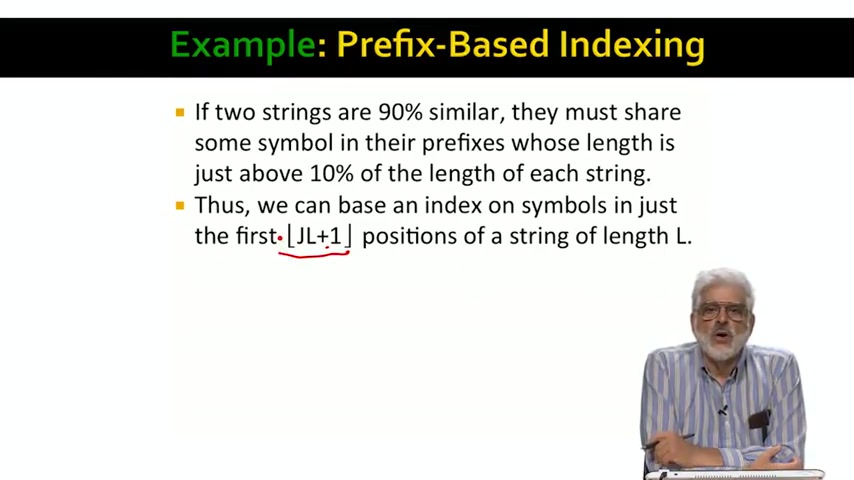 Example: Prefix-Based Indexing
If two strings are 90% similar, they must share
some symbol in their prefixes whose length is
just above 10% of the length of each string.
Thus, we can base an index on symbols in just
the first ⌊JL+1⌋ positions of a string of length L.